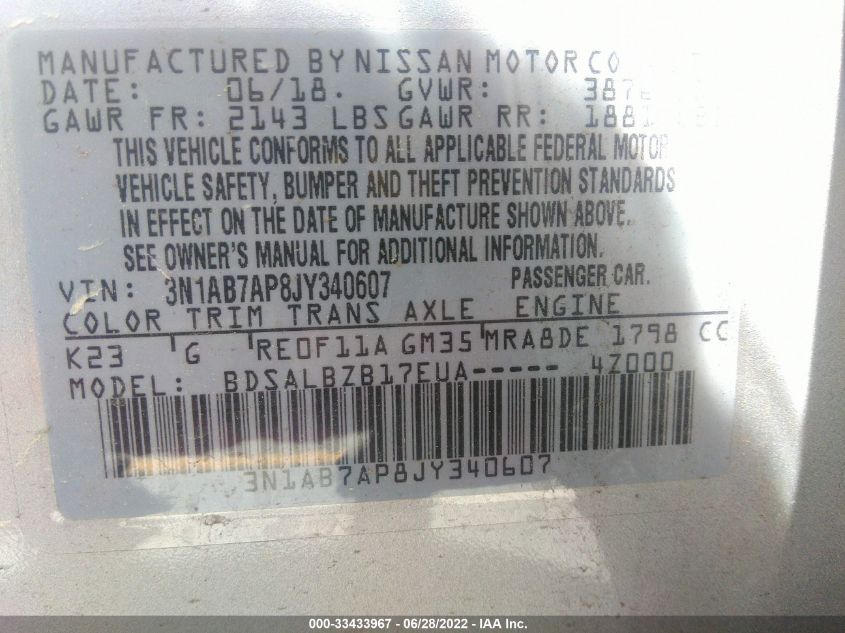 MANUFACTURED BY NISSAN MOTOR CO
DATE: 06/18. GVWR: 387
GAWR FR: 2143 LBS GAWR RR: 1881
THIS VEHICLE CONFORMS TO ALL APPLICABLE FEDERAL MOTOR
VEHICLE SAFETY, BUMPER AND THEFT PREVENTION STANDARDS
IN EFFECT ON THE DATE OF MANUFACTURE SHOWN ABOVE.
SEE OWNER'S MANUAL FOR ADDITIONAL INFORMATION.
VIN: 3N1AB7AP8JY340607 PASSENGER CAR.
COLOR TRIM TRANS AXLE ENGINE
K23 G RE0F11A GM35 MRA8DE 1798 CC
MODEL: BDSALBZB17EUA----- 4Z000
3N1AB7AP8JY340607
000-33433967 - 06/28/2022 - IAA Inc.